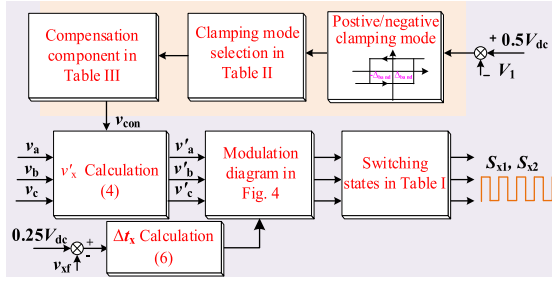 Compensation
component in
Table III
Clamping mode
selection in
Table II
Postive/negative
clamping mode
-Δband Δband
+ 0.5Vdc
− V1
vcon
va
vb
vc
v'x Calculation
(4)
v'a
v'b
v'c
Modulation
diagram in
Fig. 4
Switching
states in Table I
Sx1, Sx2
0.25Vdc
+
-
vxf
Δtx Calculation
(6)